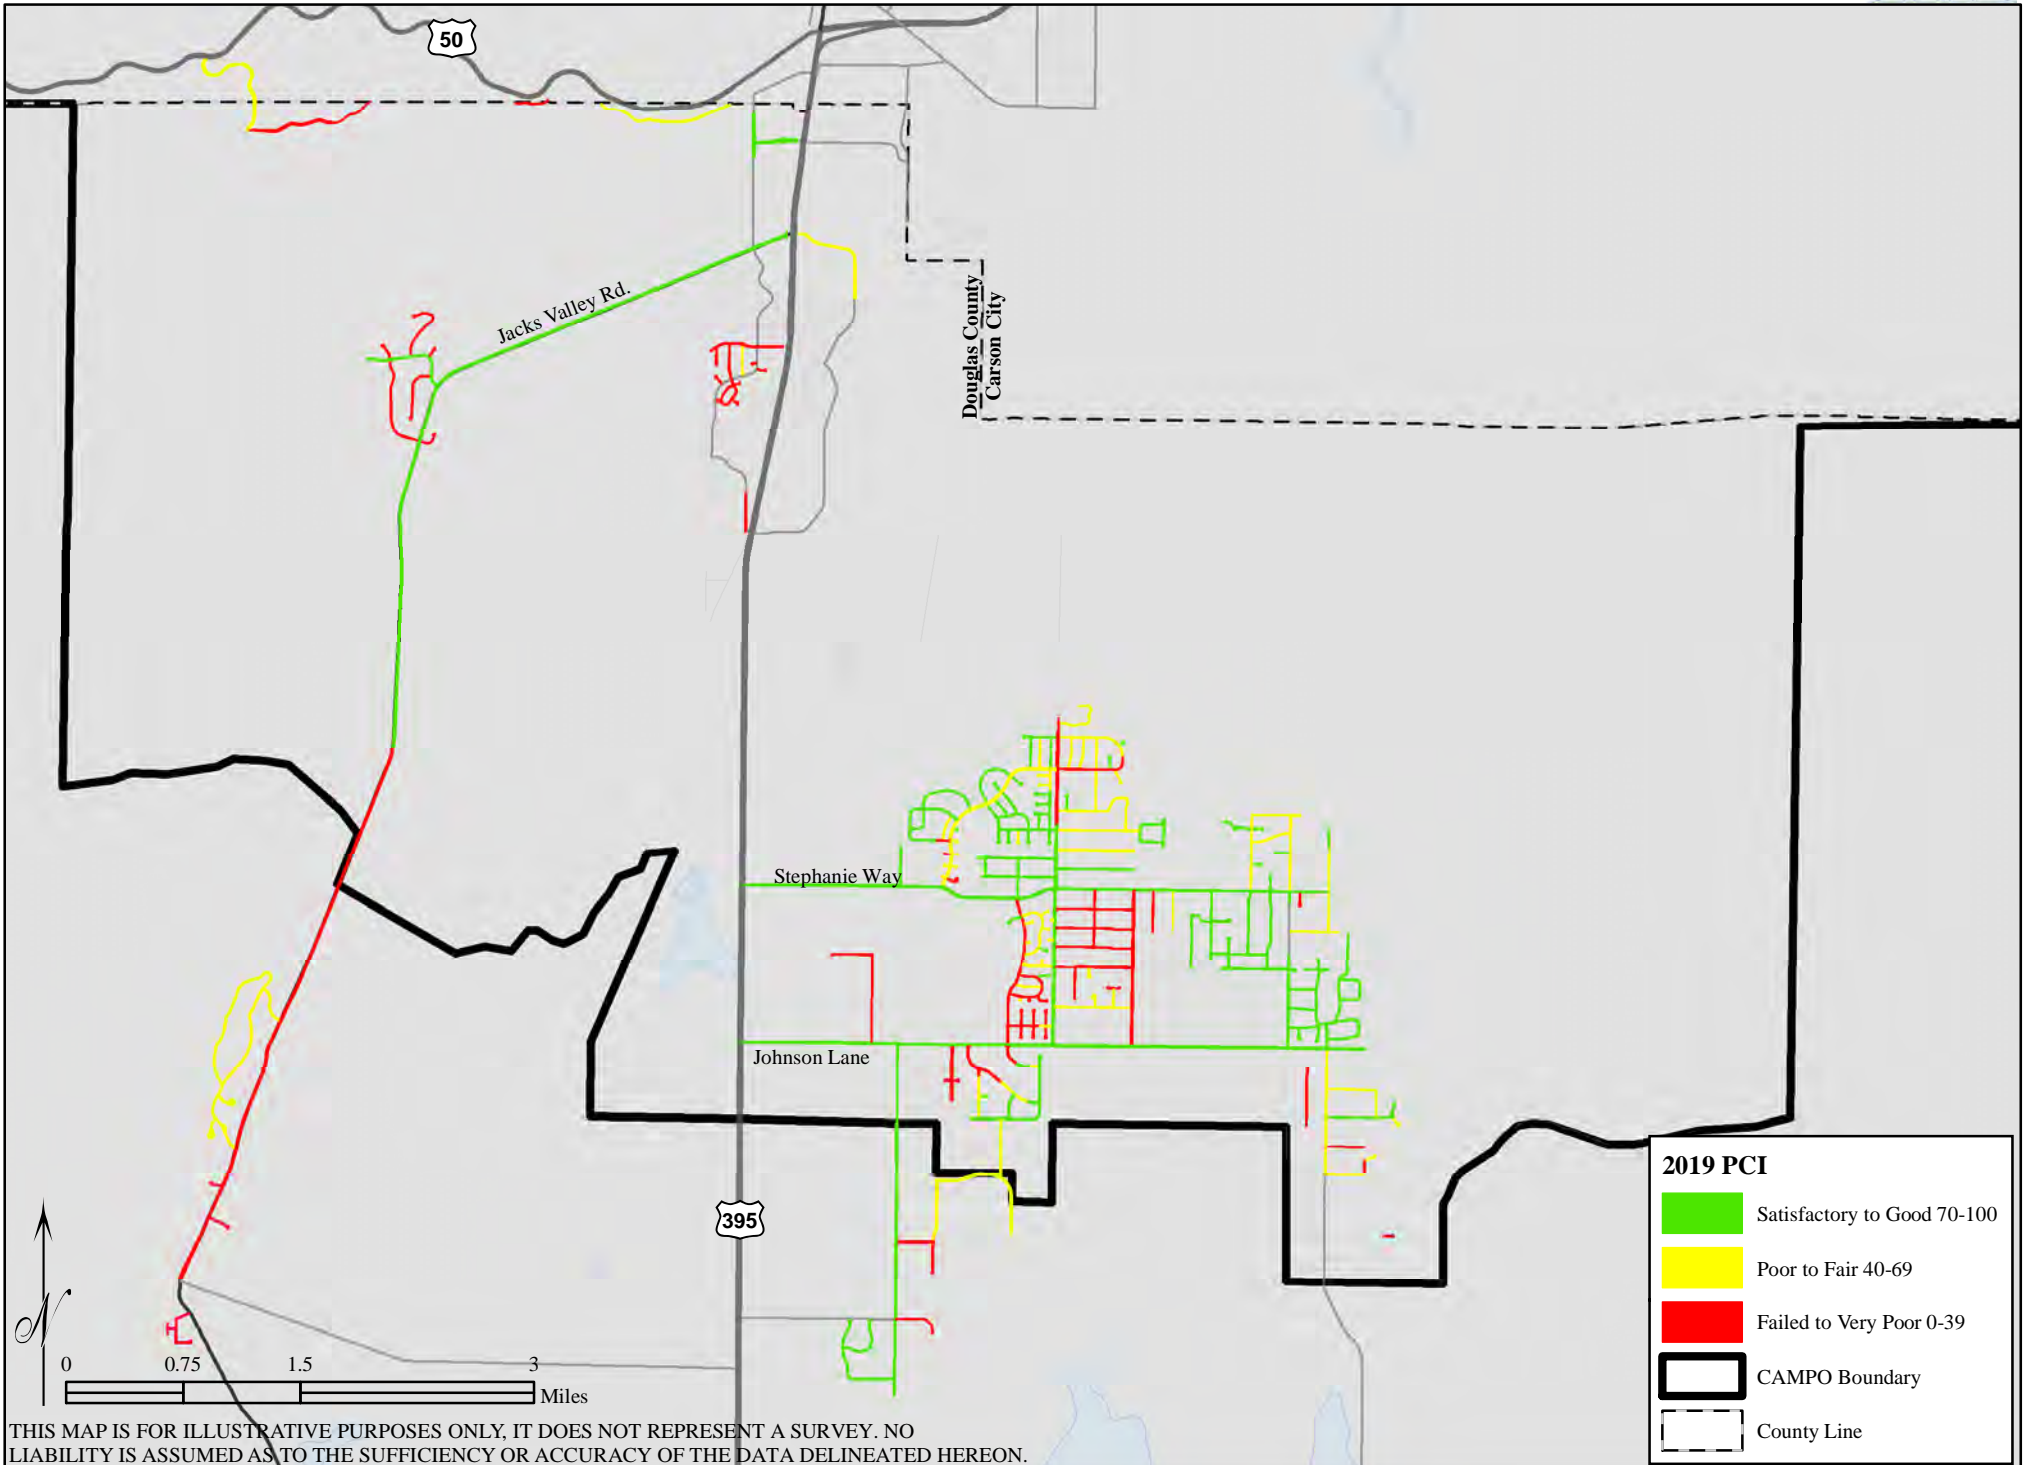 50
Jacks Valley Rd.
Douglas County
Carson City
Stephanie Way
Johnson Lane
395
2019 PCI
Satisfactory to Good 70-100
Poor to Fair 40-69
Failed to Very Poor 0-39
CAMPO Boundary
County Line
N
0 0.75 1.5 3
Miles
THIS MAP IS FOR ILLUSTRATIVE PURPOSES ONLY, IT DOES NOT REPRESENT A SURVEY. NO
LIABILITY IS ASSUMED AS TO THE SUFFICIENCY OR ACCURACY OF THE DATA DELINEATED HEREON.